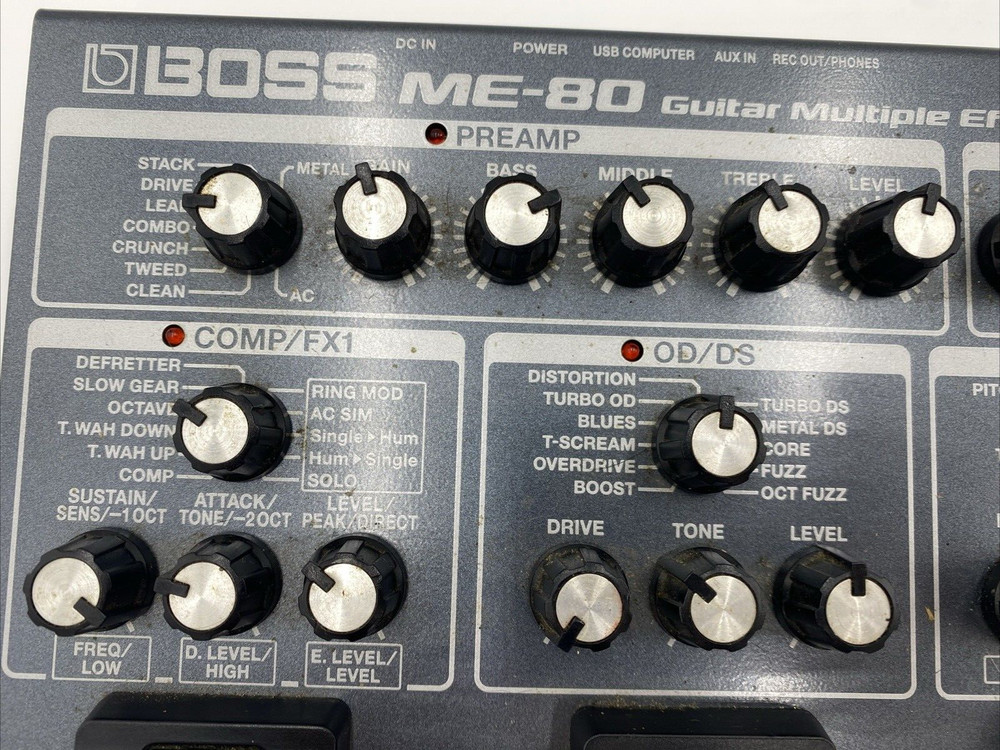 DC IN POWER USB COMPUTER AUX IN REC OUT/PHONES
BOSS ME-80 Guitar Multiple
PREAMP
STACK
DRIVE
LEAD
COMBO
CRUNCH
TWEED
CLEAN
METAL
AC
GAIN BASS MIDDLE TREBLE LEVEL
COMP/FX1
DEFRETTER
SLOW GEAR
OCTAVE
T. WAH DOWN
T. WAH UP
COMP
RING MOD
AC SIM
Single ▸ Hum
Hum ▸ Single
SOLO
SUSTAIN/ ATTACK/ LEVEL/
SENS/–1OCT TONE/–2OCT PEAK/DIRECT
FREQ/ D. LEVEL/ E. LEVEL/
LOW HIGH LEVEL
OD/DS
DISTORTION
TURBO OD
BLUES
T-SCREAM
OVERDRIVE
BOOST
TURBO DS
METAL DS
CORE
FUZZ
OCT FUZZ
DRIVE TONE LEVEL